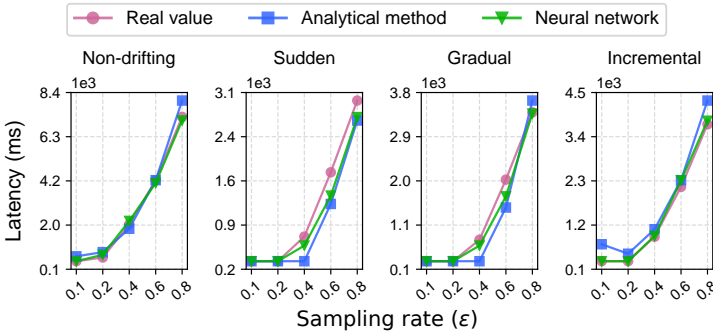 Real value Analytical method Neural network
Non-drifting Sudden Gradual Incremental
1e3 1e3 1e3 1e3
8.4 3.1 3.8 4.5
6.3 2.4 2.9 3.4
4.2 1.6 2.0 2.3
2.0 0.9 1.1 1.2
0.1 0.2 0.1 0.1
Latency (ms)
0.1 0.2 0.4 0.6 0.8 0.1 0.2 0.4 0.6 0.8 0.1 0.2 0.4 0.6 0.8 0.1 0.2 0.4 0.6 0.8
Sampling rate (ε)